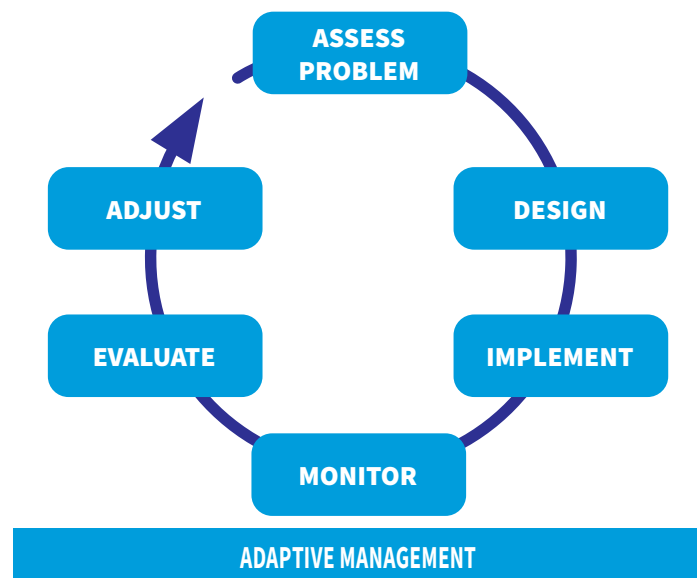 ASSESS
PROBLEM
DESIGN
IMPLEMENT
MONITOR
EVALUATE
ADJUST
ADAPTIVE MANAGEMENT